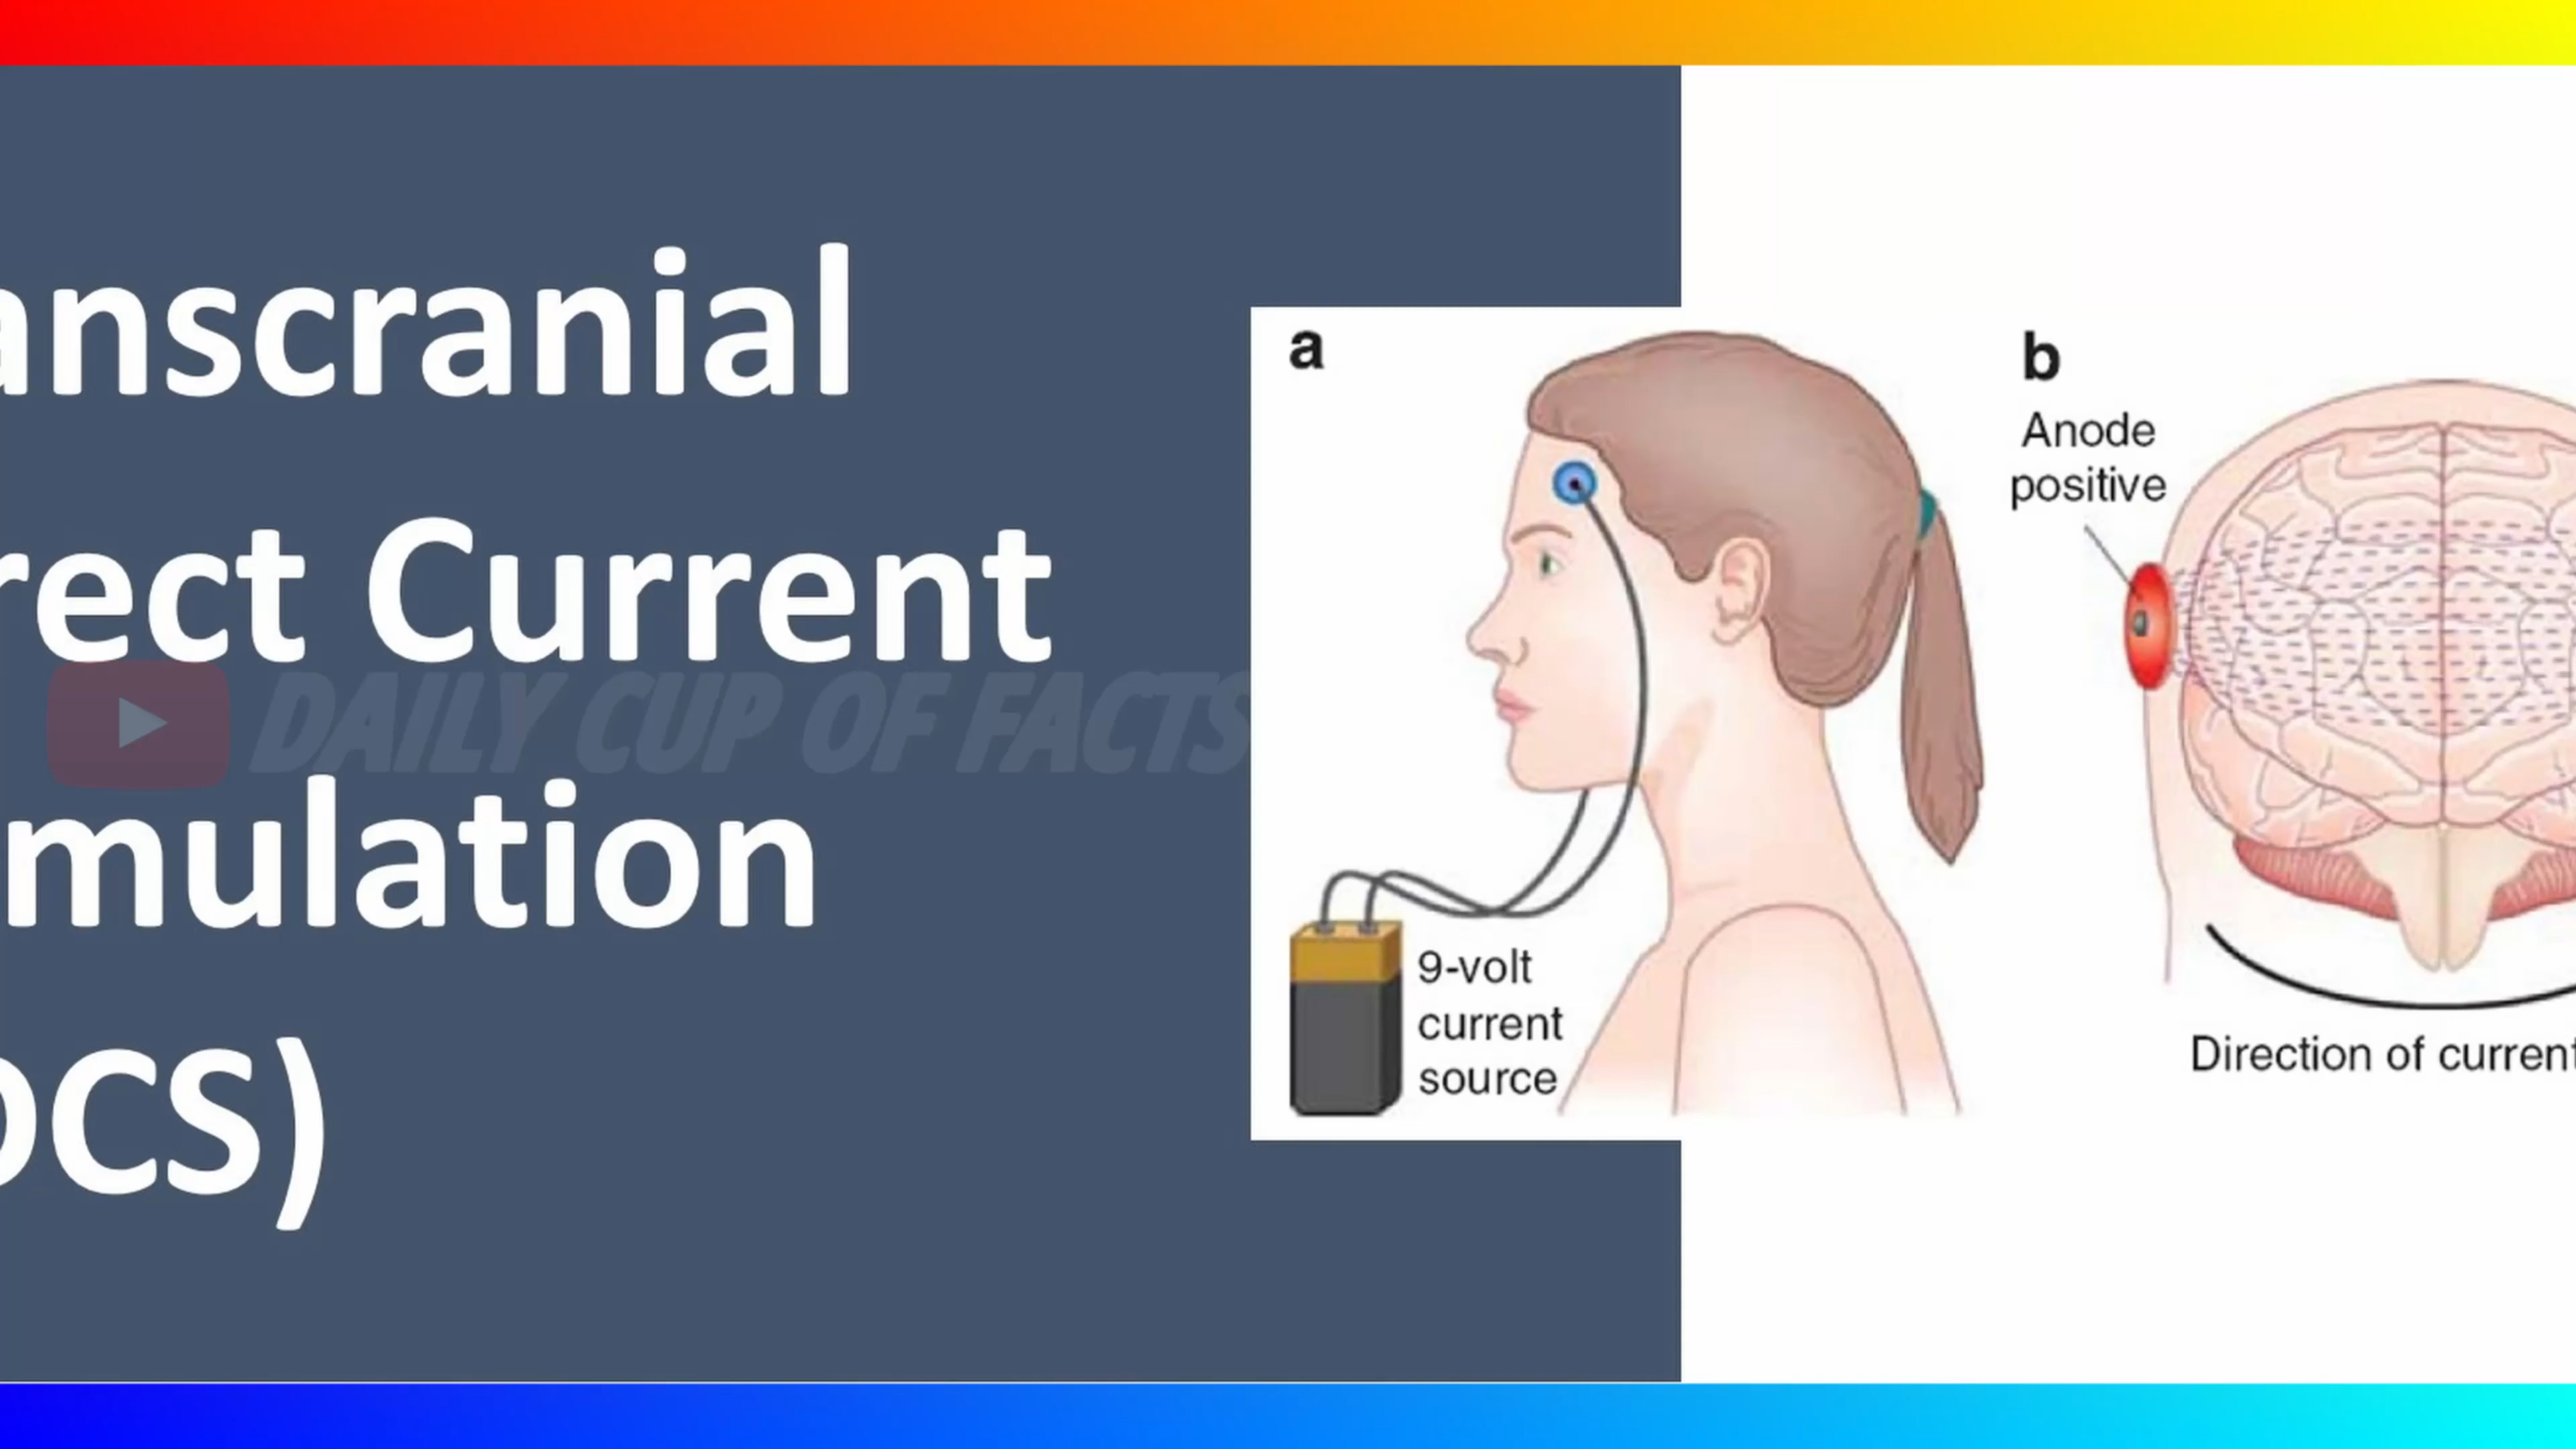 anscranial
rect Current
mulation
DCS)
DAILY CUP OF FACTS
a
9-volt
current
source
b
Anode
positive
Direction of current